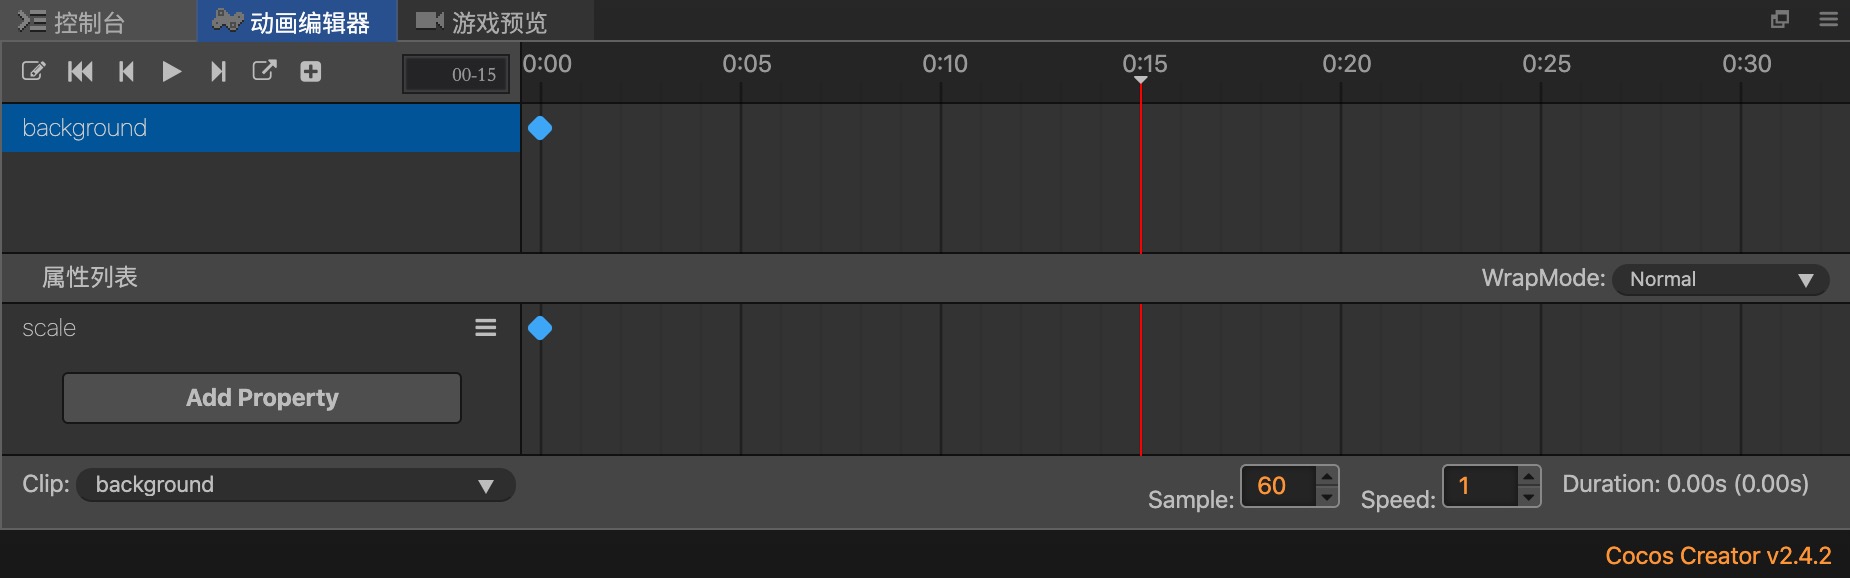 控制台 动画编辑器 游戏预览
00-15 0:00 0:05 0:10 0:15 0:20 0:25 0:30
background
属性列表 WrapMode: Normal
scale
Add Property
Clip: background Sample: 60 Speed: 1 Duration: 0.00s (0.00s)
Cocos Creator v2.4.2